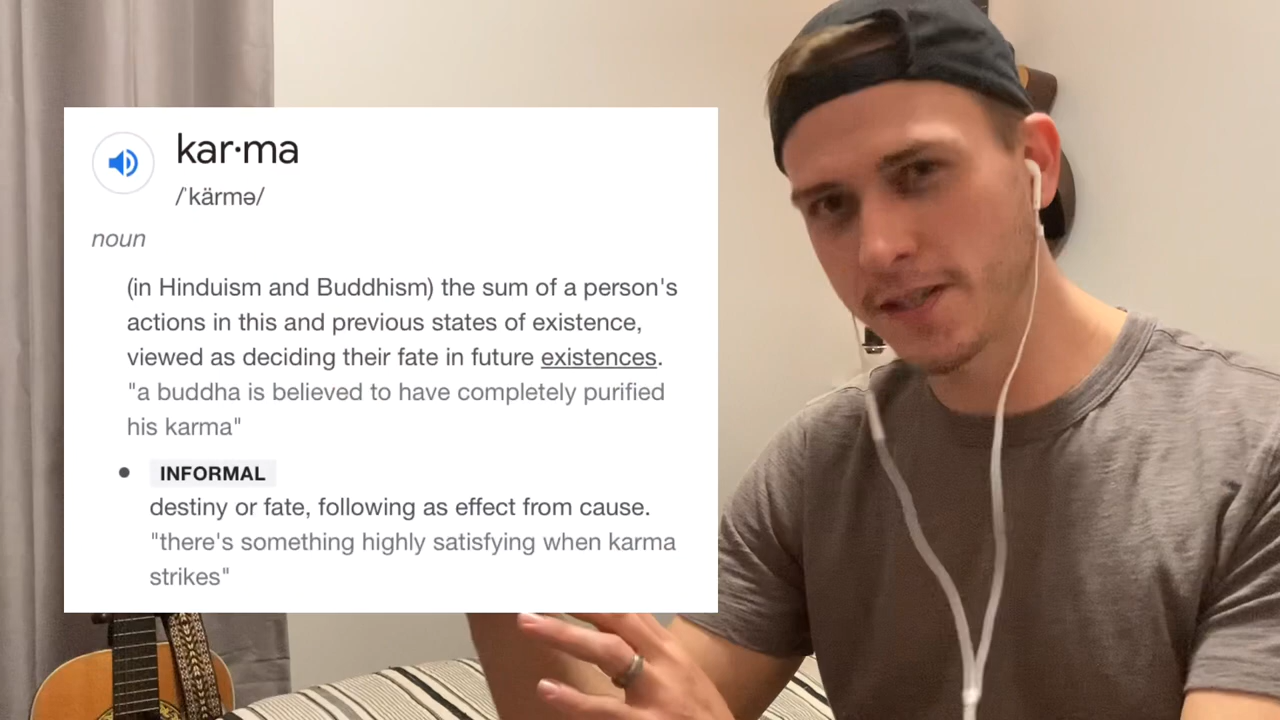 kar·ma
/ˈkärmə/
noun
(in Hinduism and Buddhism) the sum of a person's
actions in this and previous states of existence,
viewed as deciding their fate in future existences.
"a buddha is believed to have completely purified
his karma"
INFORMAL
destiny or fate, following as effect from cause.
"there's something highly satisfying when karma
strikes"